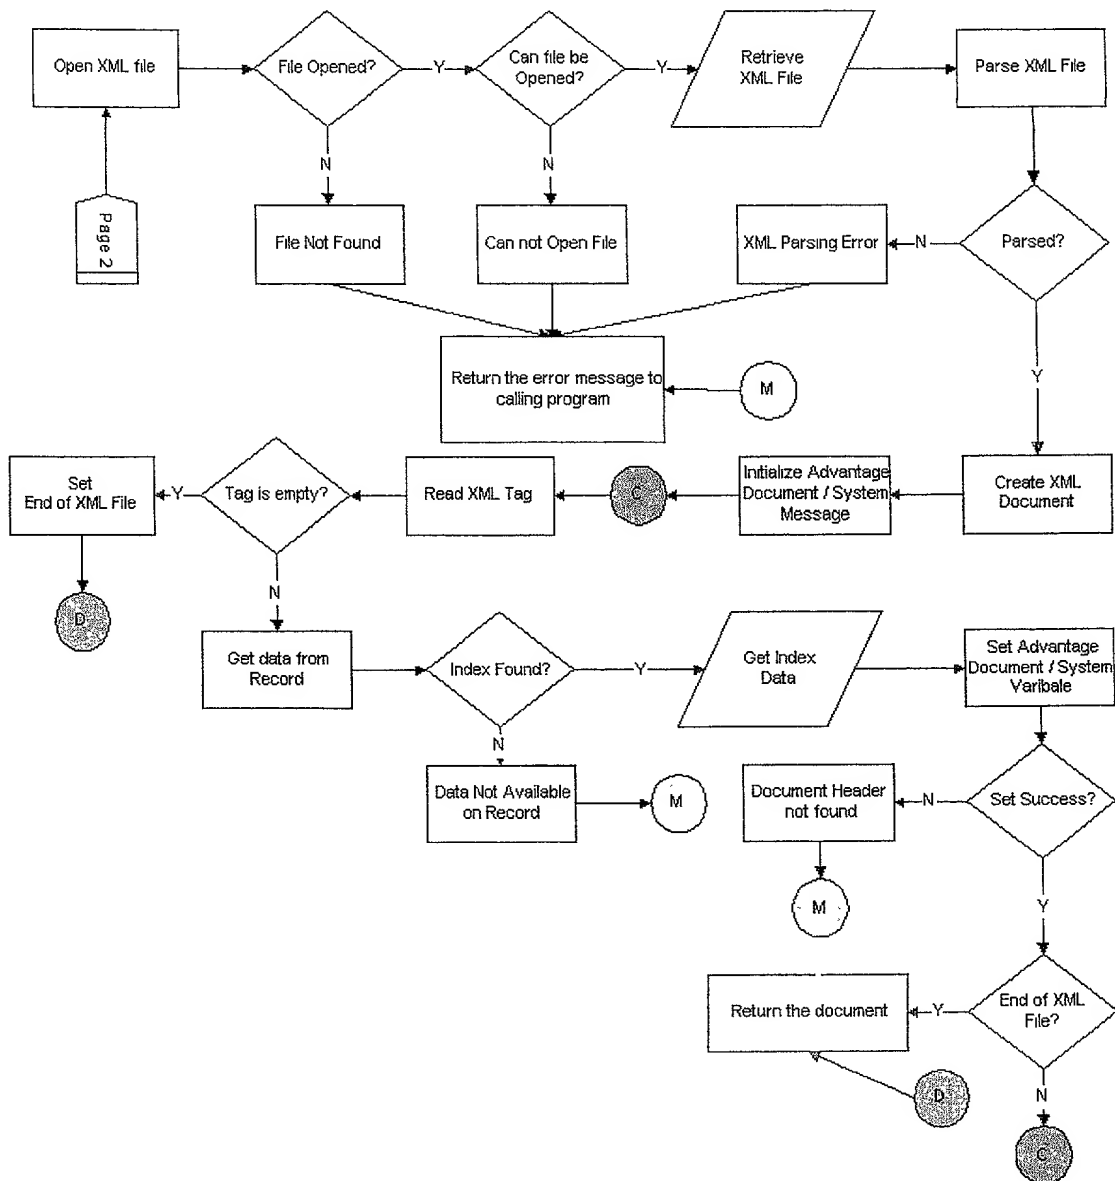 Open XML file
File Opened?
Y
Can file be
Opened?
Y
Retrieve
XML File
Parse XML File
N
N
Page 2
File Not Found
Can not Open File
XML Parsing Error
N
Parsed?
Return the error message to
calling program
M
Y
Set
End of XML File
Y
Tag is empty?
Read XML Tag
C
Initialize Advantage
Document / System
Message
Create XML
Document
N
D
Get data from
Record
Index Found?
Y
Get Index
Data
Set Advantage
Document / System
Varibale
N
Data Not Available
on Record
M
Document Header
not found
N
Set Success?
M
Y
Return the document
Y
End of XML
File?
D
N
C